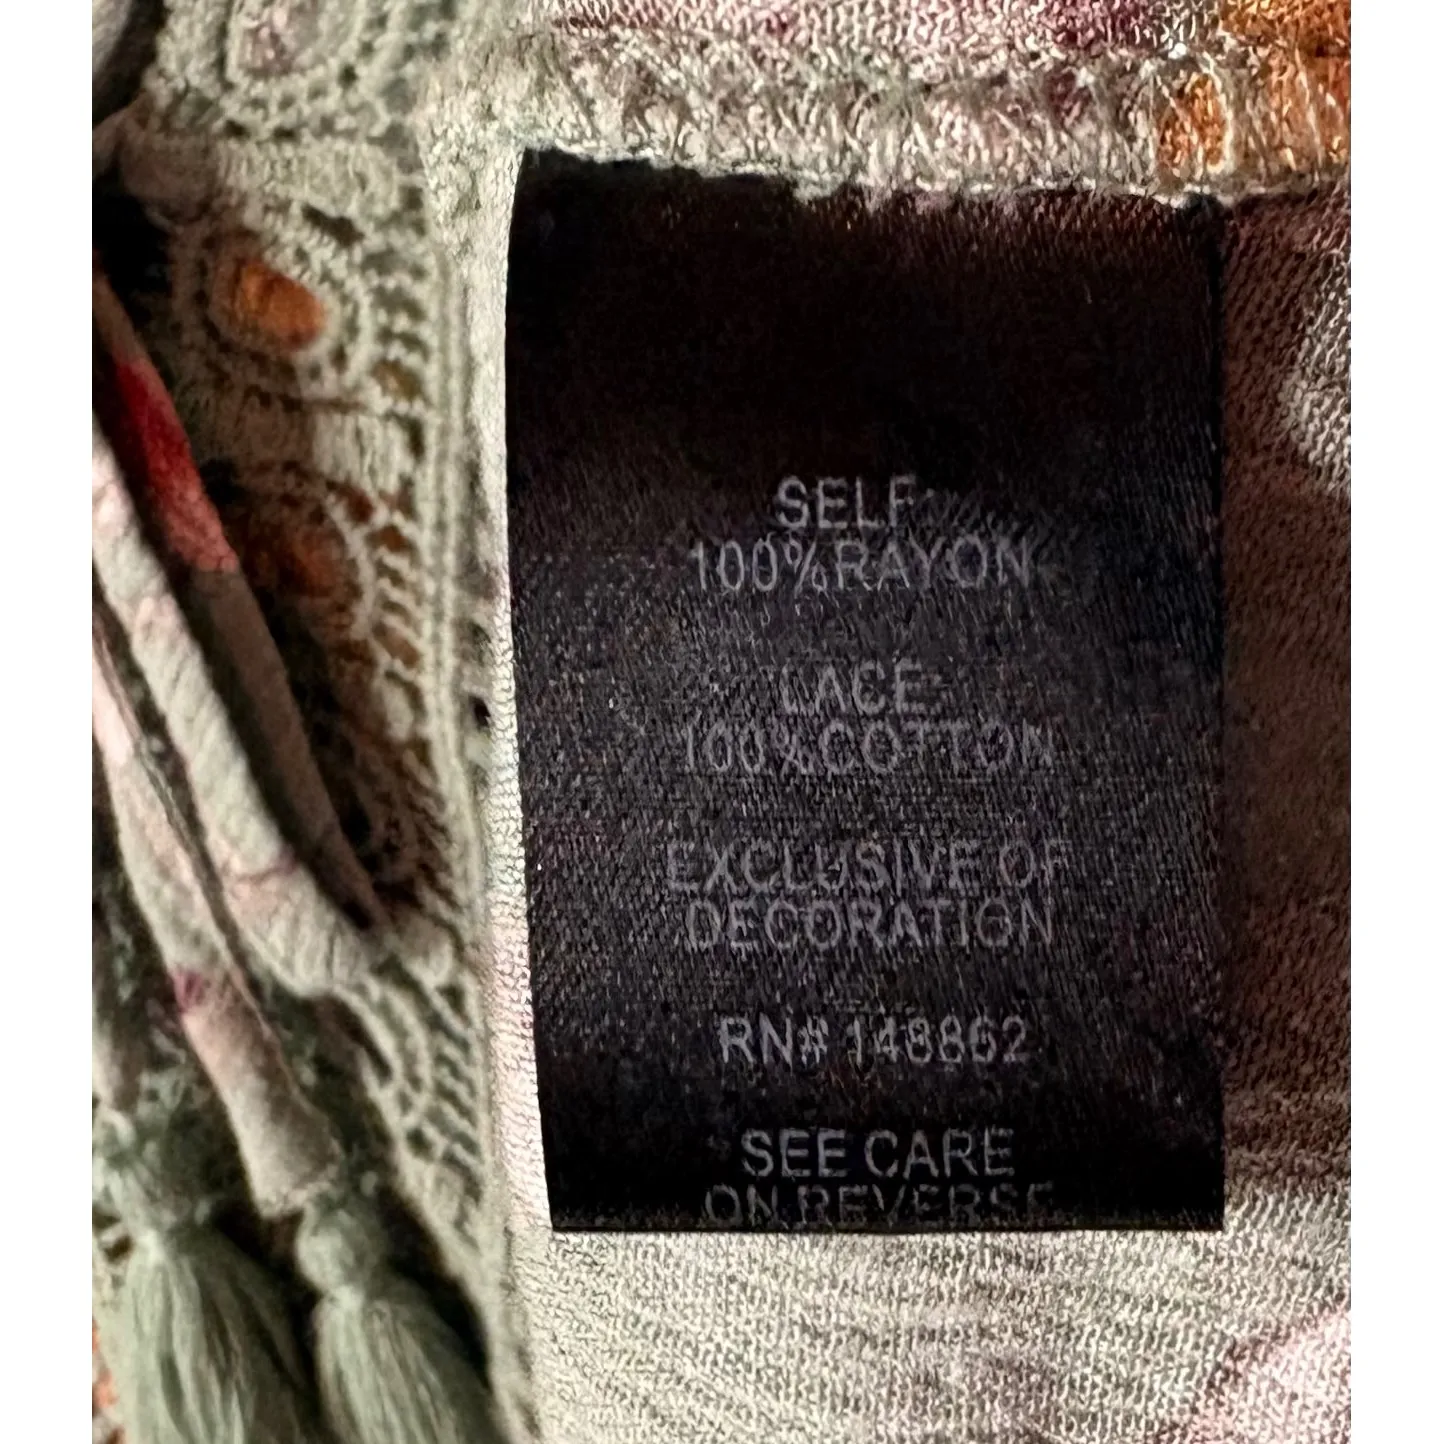 SELF:
100%RAYON
LACE:
100%COTTON
EXCLUSIVE OF
DECORATION
RN# 148862
SEE CARE
ON REVERSE